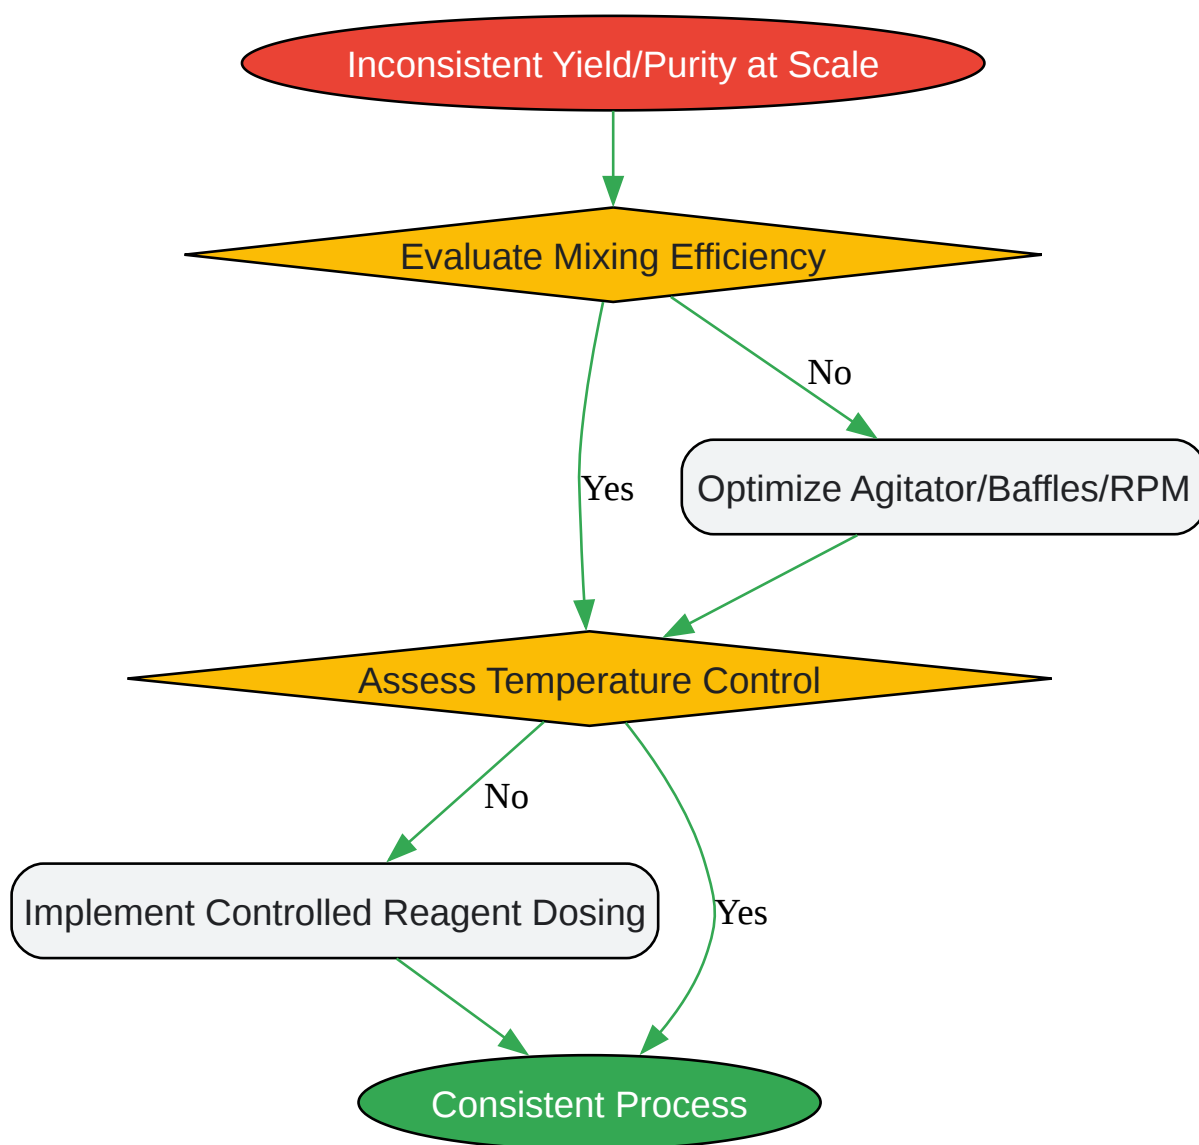 Inconsistent Yield/Purity at Scale
Evaluate Mixing Efficiency
No
Yes
Optimize Agitator/Baffles/RPM
Assess Temperature Control
No
Implement Controlled Reagent Dosing
Yes
Consistent Process